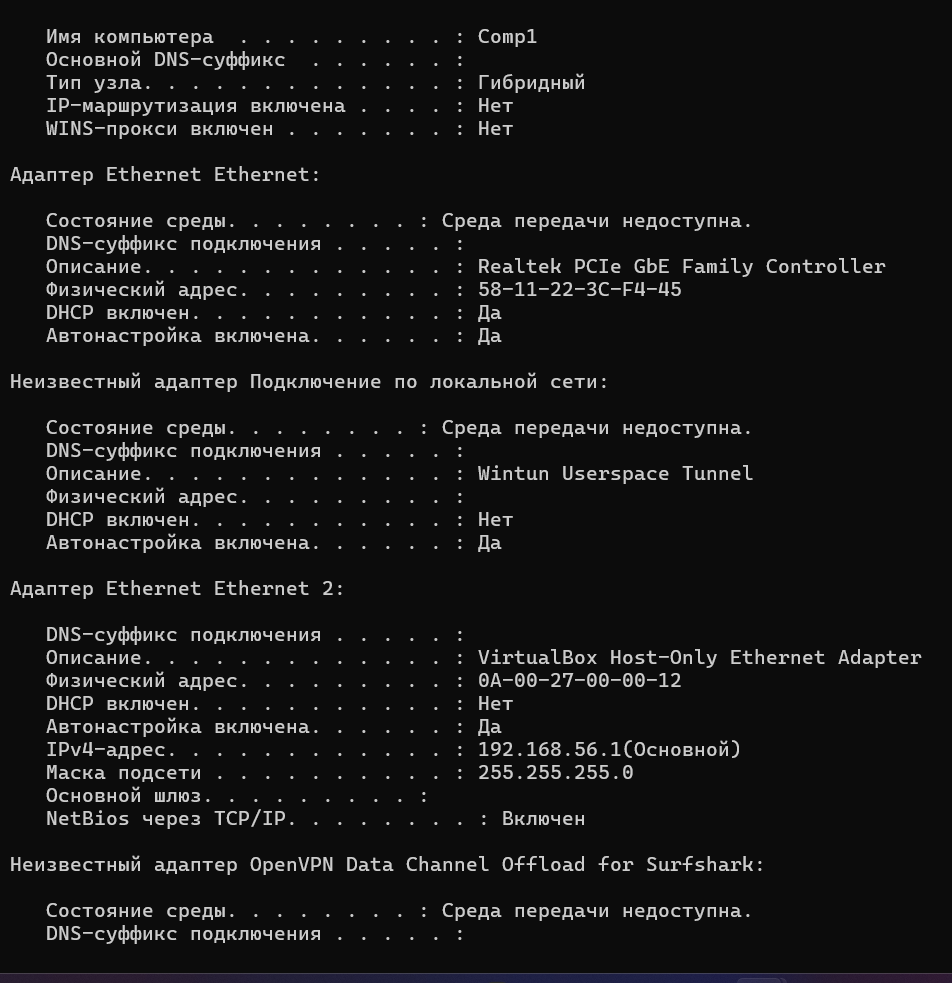 Имя компьютера  . . . . . . . . . : Comp1
Основной DNS-суффикс  . . . . . . :
Тип узла. . . . . . . . . . . . . : Гибридный
IP-маршрутизация включена . . . . : Нет
WINS-прокси включен . . . . . . . : Нет
Адаптер Ethernet Ethernet:
Состояние среды. . . . . . . . : Среда передачи недоступна.
DNS-суффикс подключения . . . . . :
Описание. . . . . . . . . . . . . : Realtek PCIe GbE Family Controller
Физический адрес. . . . . . . . . : 58-11-22-3C-F4-45
DHCP включен. . . . . . . . . . . : Да
Автонастройка включена. . . . . . : Да
Неизвестный адаптер Подключение по локальной сети:
Состояние среды. . . . . . . . : Среда передачи недоступна.
DNS-суффикс подключения . . . . . :
Описание. . . . . . . . . . . . . : Wintun Userspace Tunnel
Физический адрес. . . . . . . . . :
DHCP включен. . . . . . . . . . . : Нет
Автонастройка включена. . . . . . : Да
Адаптер Ethernet Ethernet 2:
DNS-суффикс подключения . . . . . :
Описание. . . . . . . . . . . . . : VirtualBox Host-Only Ethernet Adapter
Физический адрес. . . . . . . . . : 0A-00-27-00-00-12
DHCP включен. . . . . . . . . . . : Нет
Автонастройка включена. . . . . . : Да
IPv4-адрес. . . . . . . . . . . . : 192.168.56.1(Основной)
Маска подсети . . . . . . . . . . : 255.255.255.0
Основной шлюз. . . . . . . . . :
NetBios через TCP/IP. . . . . . . . : Включен
Неизвестный адаптер OpenVPN Data Channel Offload for Surfshark:
Состояние среды. . . . . . . . : Среда передачи недоступна.
DNS-суффикс подключения . . . . . :